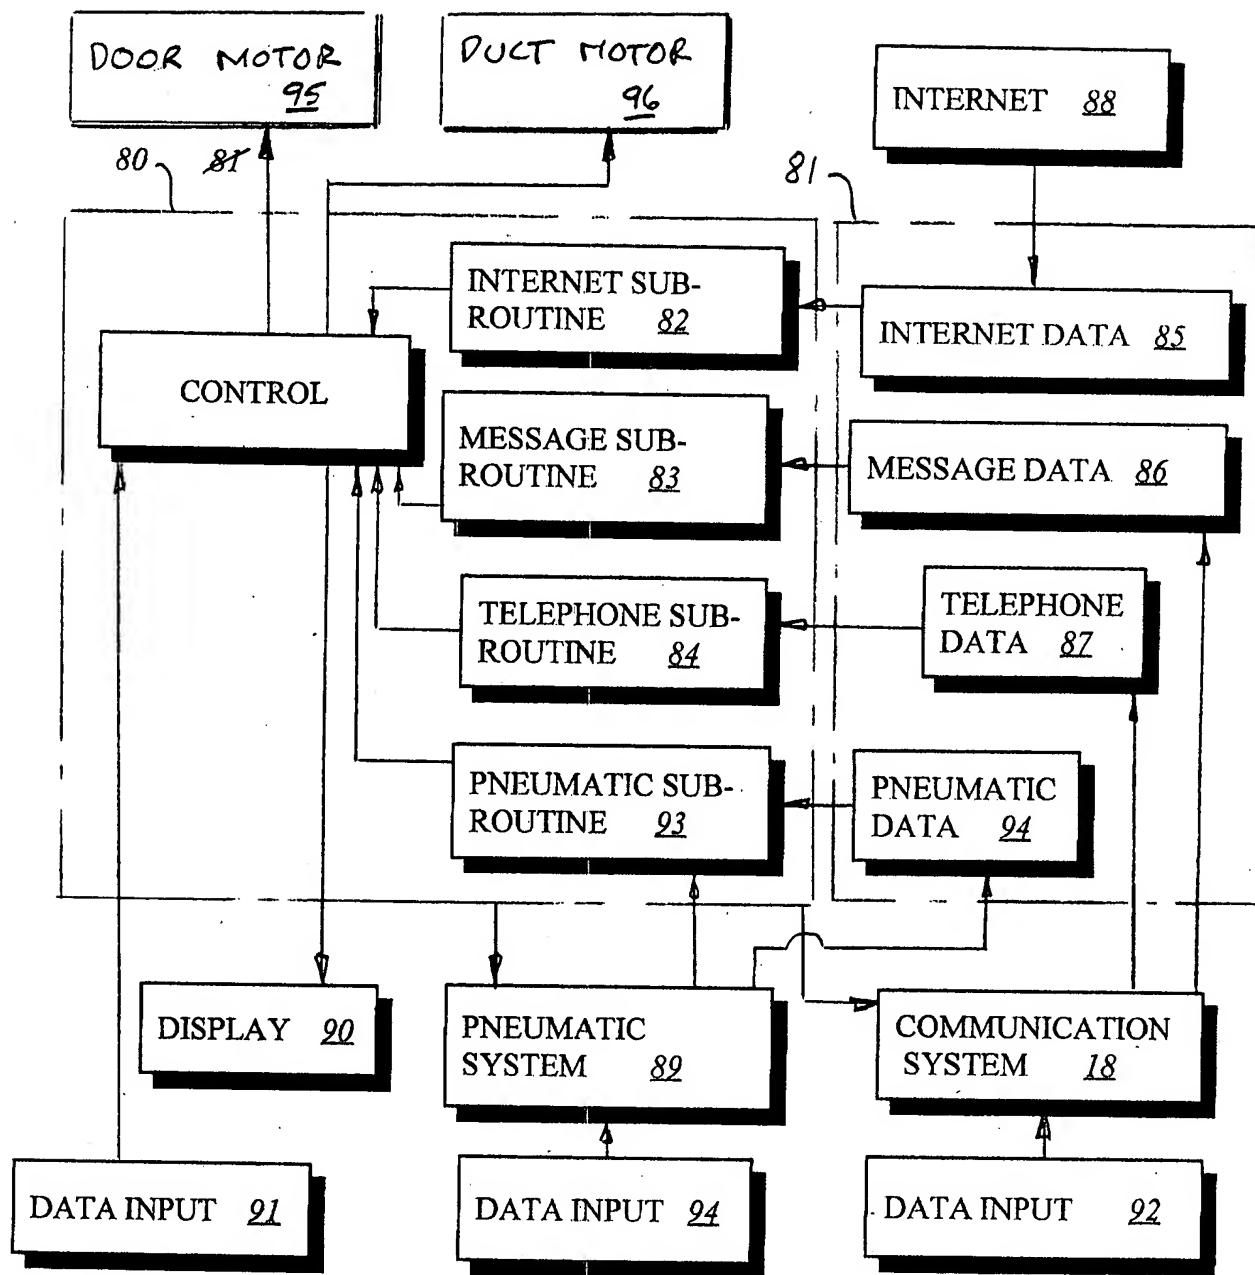 DOOR MOTOR
95
DUCT MOTOR
96
INTERNET 88
80
81
81
INTERNET SUB-
ROUTINE 82
INTERNET DATA 85
CONTROL
MESSAGE SUB-
ROUTINE 83
MESSAGE DATA 86
TELEPHONE SUB-
ROUTINE 84
TELEPHONE
DATA 87
PNEUMATIC SUB-
ROUTINE 93
PNEUMATIC
DATA 94
DISPLAY 90
PNEUMATIC
SYSTEM 89
COMMUNICATION
SYSTEM 18
DATA INPUT 91
DATA INPUT 94
DATA INPUT 92